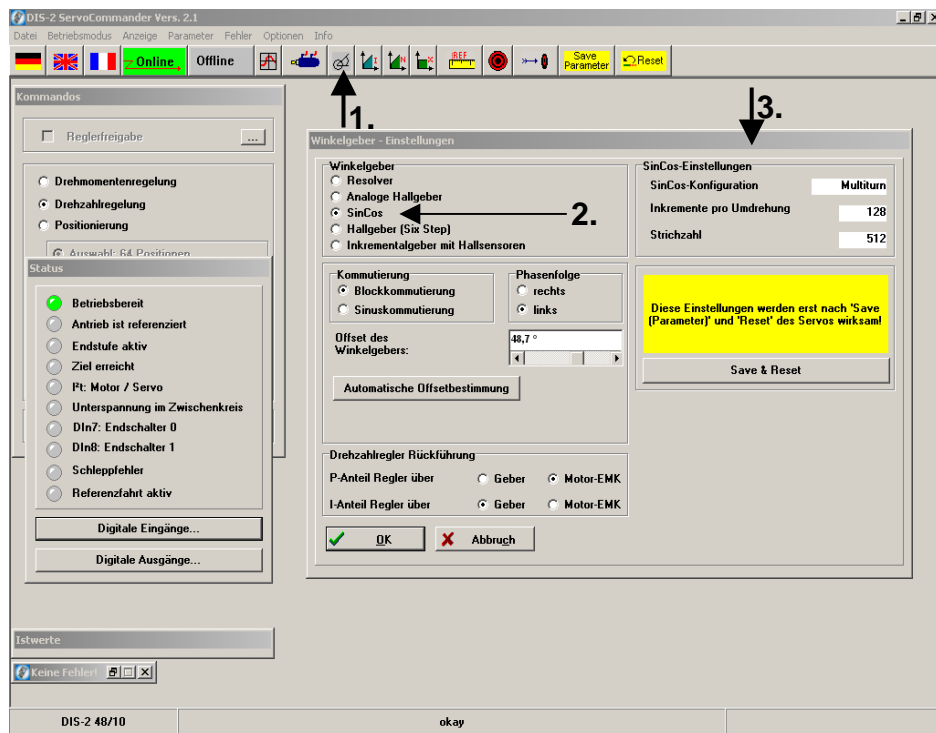 DIS-2 ServoCommander Vers. 2.1
Datei Betriebsmodus Anzeige Parameter Fehler Optionen Info
Online Offline REF Save Parameter Reset
1.
3.
Kommandos
Reglerfreigabe ...
Drehmomentenregelung
Drehzahlregelung
Positionierung
Auswahl: 64 Positionen
Status
Betriebsbereit
Antrieb ist referenziert
Endstufe aktiv
Ziel erreicht
I²t: Motor / Servo
Unterspannung im Zwischenkreis
DIn7: Endschalter 0
DIn8: Endschalter 1
Schleppfehler
Referenzfahrt aktiv
Digitale Eingänge...
Digitale Ausgänge...
Istwerte
Keine Fehler!
Winkelgeber - Einstellungen
Winkelgeber
Resolver
Analoge Hallgeber
SinCos
2.
Hallgeber (Six Step)
Inkrementalgeber mit Hallsensoren
Kommutierung
Blockkommutierung
Sinuskommutierung
Phasenfolge
rechts
links
Offset des
Winkelgebers:
48,7 °
Automatische Offsetbestimmung
Drehzahlregler Rückführung
P-Anteil Regler über Geber Motor-EMK
I-Anteil Regler über Geber Motor-EMK
OK Abbruch
SinCos-Einstellungen
SinCos-Konfiguration Multiturn
Inkremente pro Umdrehung 128
Strichzahl 512
Diese Einstellungen werden erst nach 'Save
(Parameter)' und 'Reset' des Servos wirksam!
Save & Reset
DIS-2 48/10 okay